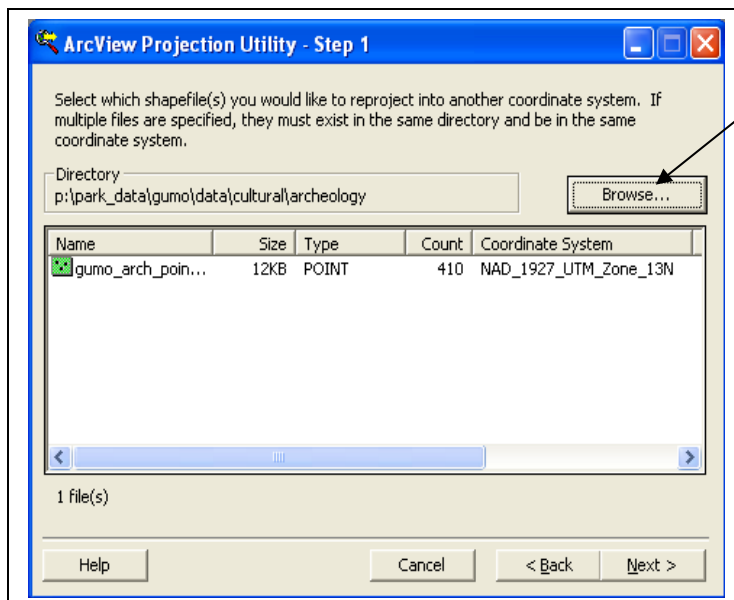 ArcView Projection Utility - Step 1
Select which shapefile(s) you would like to reproject into another coordinate system. If
multiple files are specified, they must exist in the same directory and be in the same
coordinate system.
Directory
p:\park_data\gumo\data\cultural\archeology
Browse...
Name Size Type Count Coordinate System
gumo_arch_poin... 12KB POINT 410 NAD_1927_UTM_Zone_13N
1 file(s)
Help Cancel < Back Next >